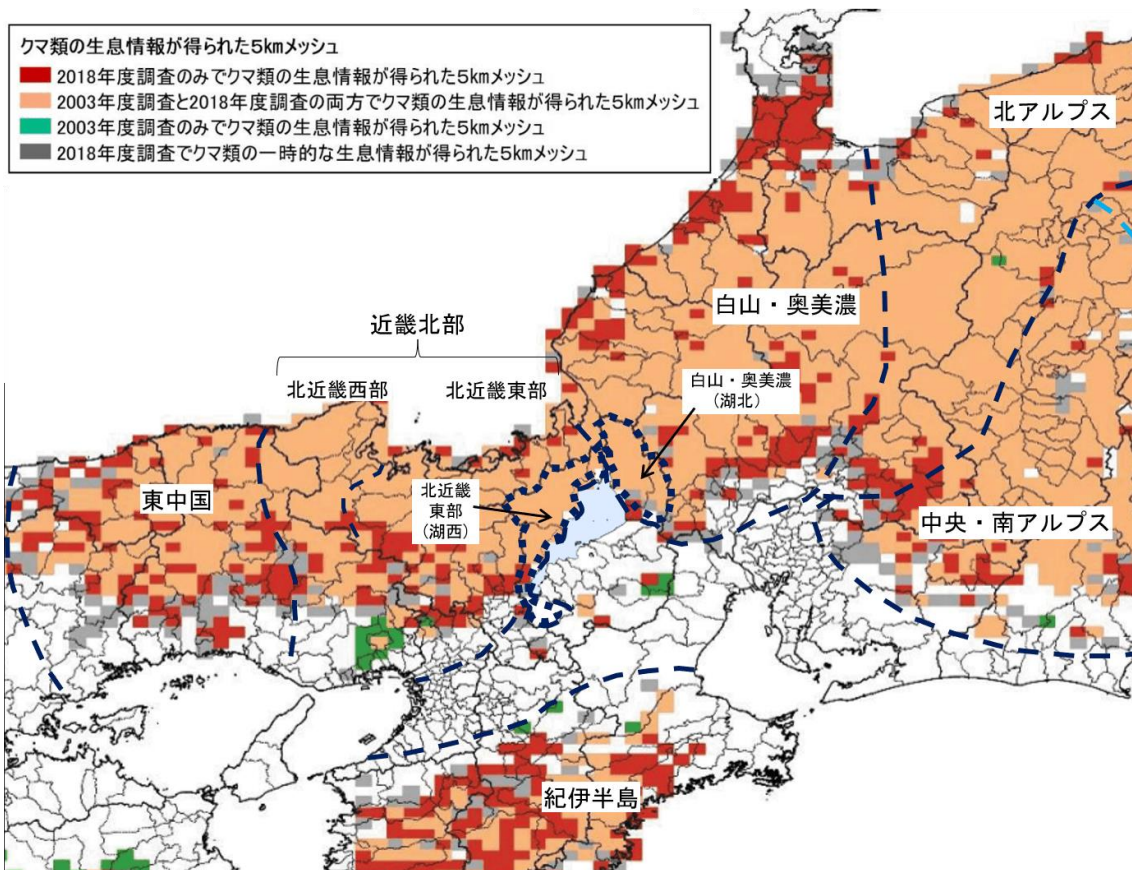 クマ類の生息情報が得られた5kmメッシュ
2018年度調査のみでクマ類の生息情報が得られた5kmメッシュ
2003年度調査と2018年度調査の両方でクマ類の生息情報が得られた5kmメッシュ
2003年度調査のみでクマ類の生息情報が得られた5kmメッシュ
2018年度調査でクマ類の一時的な生息情報が得られた5kmメッシュ
北アルプス
白山・奥美濃
近畿北部
北近畿西部
北近畿東部
白山・奥美濃
（湖北）
東中国
北近畿
東部
（湖西）
中央・南アルプス
紀伊半島